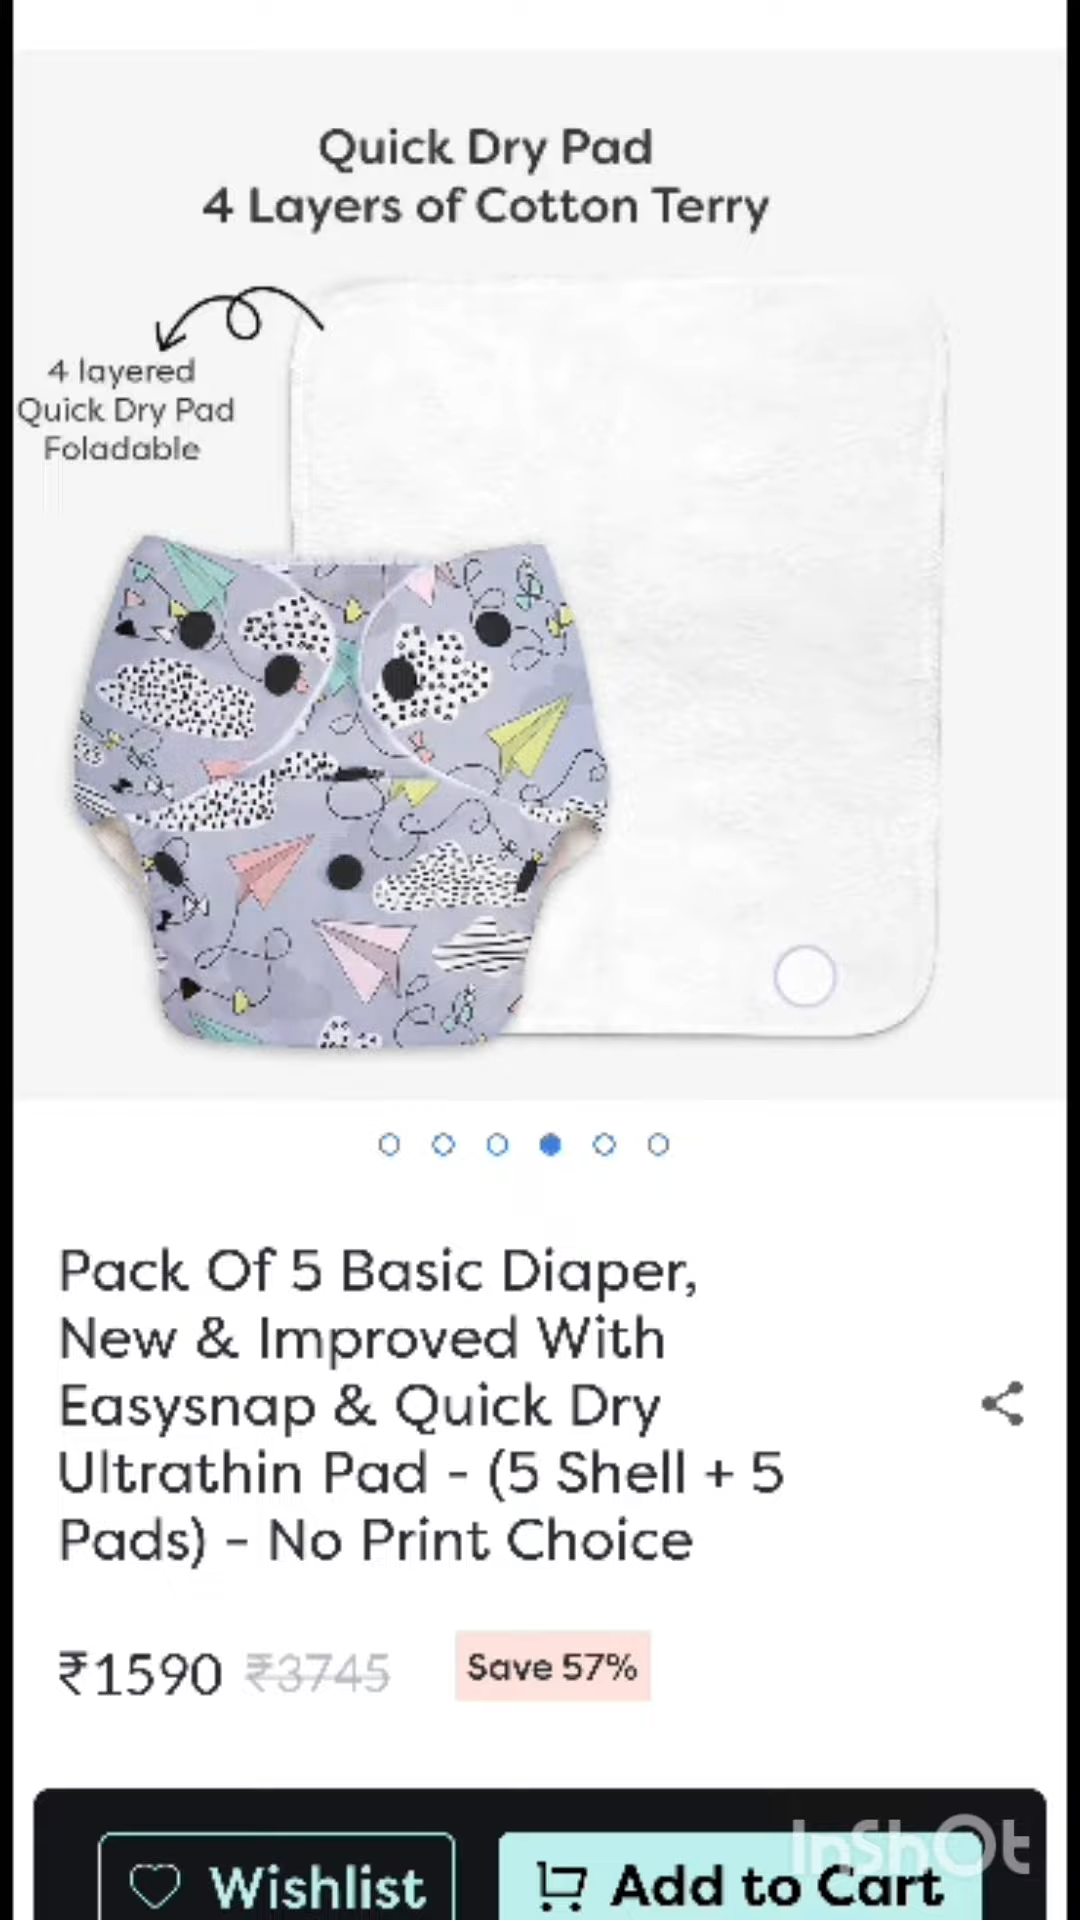 Quick Dry Pad
4 Layers of Cotton Terry
4 layered
Quick Dry Pad
Foladable
Pack Of 5 Basic Diaper,
New & Improved With
Easysnap & Quick Dry
Ultrathin Pad - (5 Shell + 5
Pads) - No Print Choice
₹1590 ₹3745 Save 57%
Wishlist
Add to Cart
InShOt